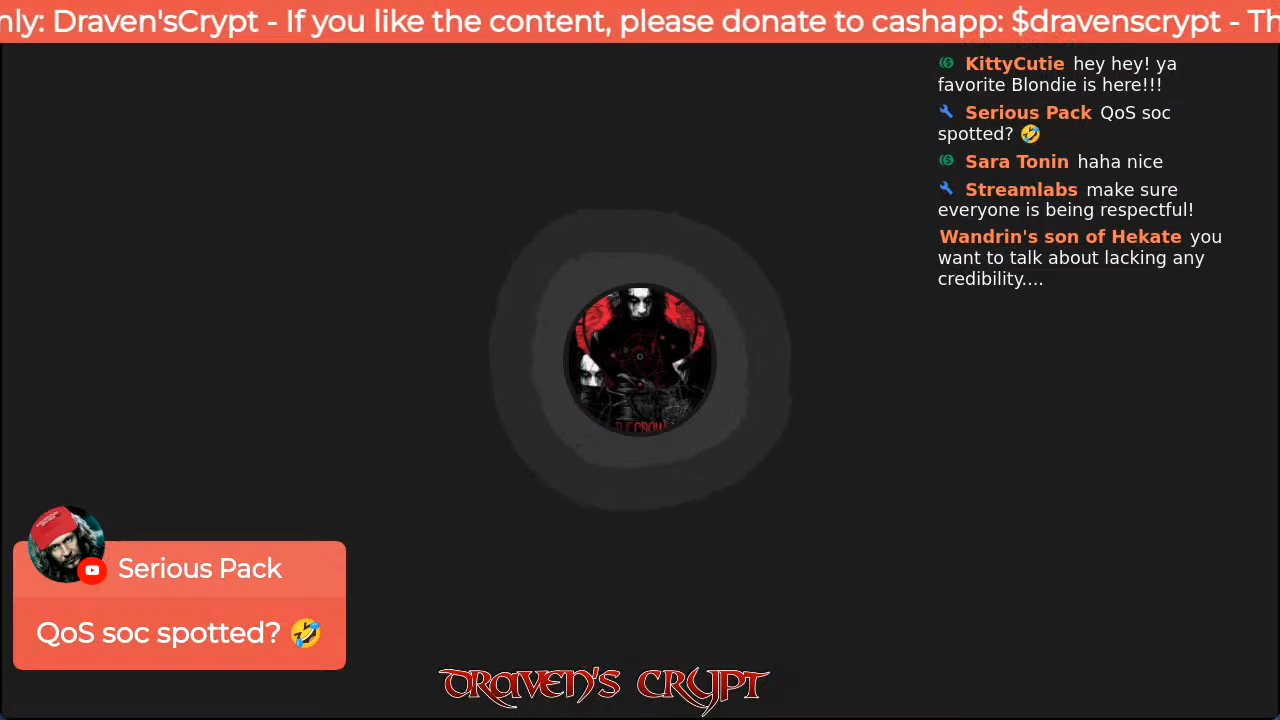 nly: Draven'sCrypt - If you like the content, please donate to cashapp: $dravenscrypt - Th
KittyCutie hey hey! ya
favorite Blondie is here!!!
Serious Pack QoS soc
spotted? 🤣
Sara Tonin haha nice
Streamlabs make sure
everyone is being respectful!
Wandrin's son of Hekate you
want to talk about lacking any
credibility....
THE CROW
Serious Pack
QoS soc spotted? 🤣
DRAVEN'S CRYPT